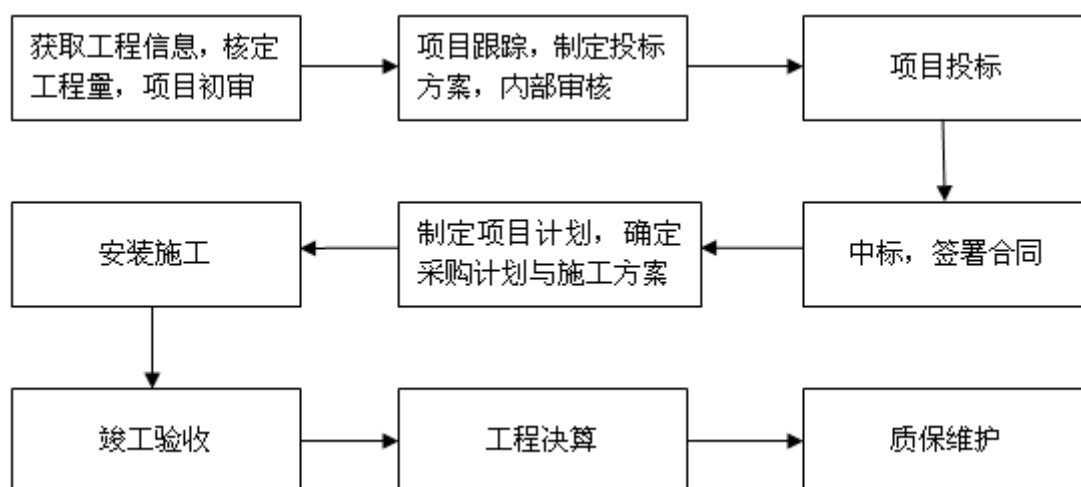 获取工程信息，核定
工程量，项目初审
项目跟踪，制定投标
方案，内部审核
项目投标
中标，签署合同
制定项目计划，确定
采购计划与施工方案
安装施工
竣工验收
工程决算
质保维护